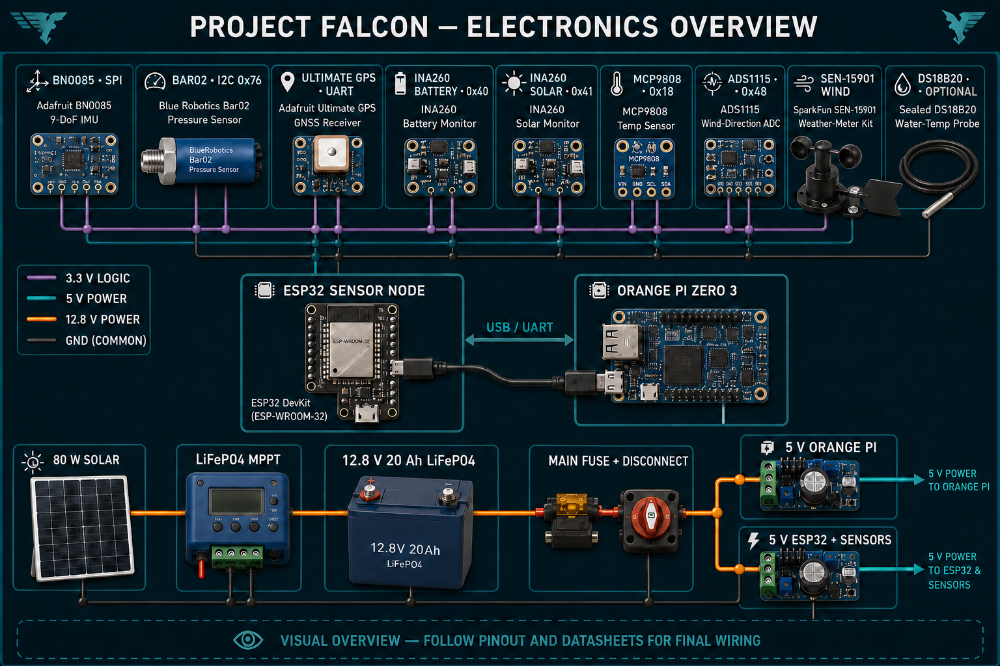 PROJECT FALCON — ELECTRONICS OVERVIEW
BNO085 • SPI
Adafruit BNO085
9-DoF IMU
BAR02 • I2C 0x76
Blue Robotics Bar02
Pressure Sensor
BlueRobotics
Bar02
Pressure Sensor
ULTIMATE GPS
• UART
Adafruit Ultimate GPS
GNSS Receiver
INA260
BATTERY • 0x40
INA260
Battery Monitor
INA260
SOLAR • 0x41
INA260
Solar Monitor
MCP9808
• 0x18
MCP9808
Temp Sensor
MCP9808
VIN GND SCL SDA
ADS1115 •
• 0x48
ADS1115
Wind-Direction ADC
SEN-15901
WIND
SparkFun SEN-15901
Weather-Meter Kit
DS18B20 •
• OPTIONAL
Sealed DS18B20
Water-Temp Probe
3.3 V LOGIC
5 V POWER
12.8 V POWER
GND (COMMON)
ESP32 SENSOR NODE
ESP-WROOM-32
ESP32 DevKit
(ESP-WROOM-32)
USB / UART
ORANGE PI ZERO 3
80 W SOLAR
LiFePO4 MPPT
12.8 V 20 Ah LiFePO4
12.8V 20Ah
LiFePO4
MAIN FUSE + DISCONNECT
5 V ORANGE PI
5 V POWER
TO ORANGE PI
5 V ESP32 + SENSORS
5 V POWER
TO ESP32 &
SENSORS
VISUAL OVERVIEW — FOLLOW PINOUT AND DATASHEETS FOR FINAL WIRING